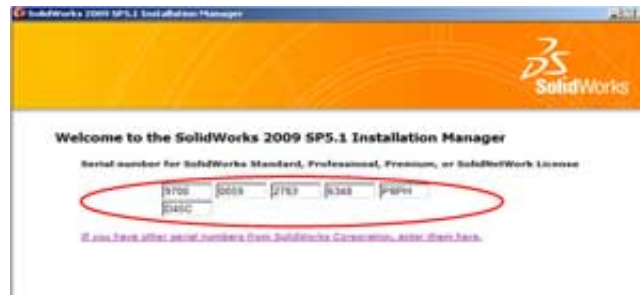 SolidWorks 2009 SP5.1 Installation Manager
SolidWorks
Welcome to the SolidWorks 2009 SP5.1 Installation Manager
Serial number for SolidWorks Standard, Professional, Premium, or SolidNetWork License
If you have other serial numbers from SolidWorks Corporation, enter them here.